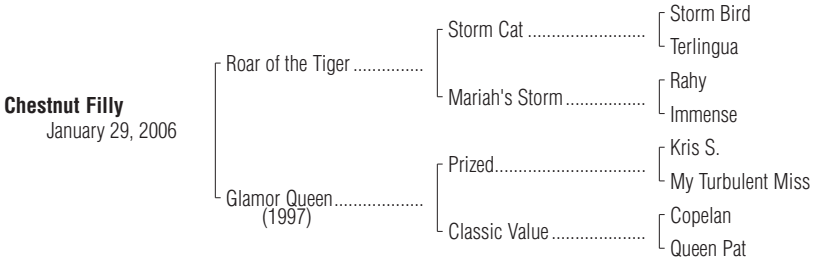 Storm Bird
Storm Cat ........................
Terlingua
Roar of the Tiger ...............
Rahy
Mariah's Storm ................
Immense
Chestnut Filly
January 29, 2006
Kris S.
Prized..............................
My Turbulent Miss
Glamor Queen..................
(1997)
Copelan
Classic Value ...................
Queen Pat